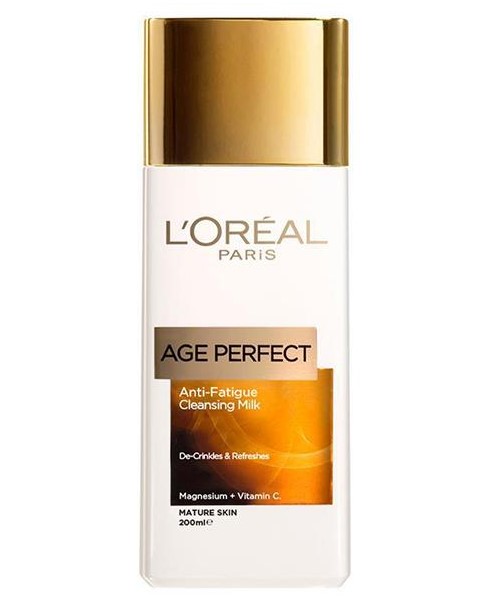 L'ORÉAL
PARiS
AGE PERFECT
Anti-Fatigue
Cleansing Milk
De-Crinkles & Refreshes
Magnesium + Vitamin C.
MATURE SKIN
200ml℮